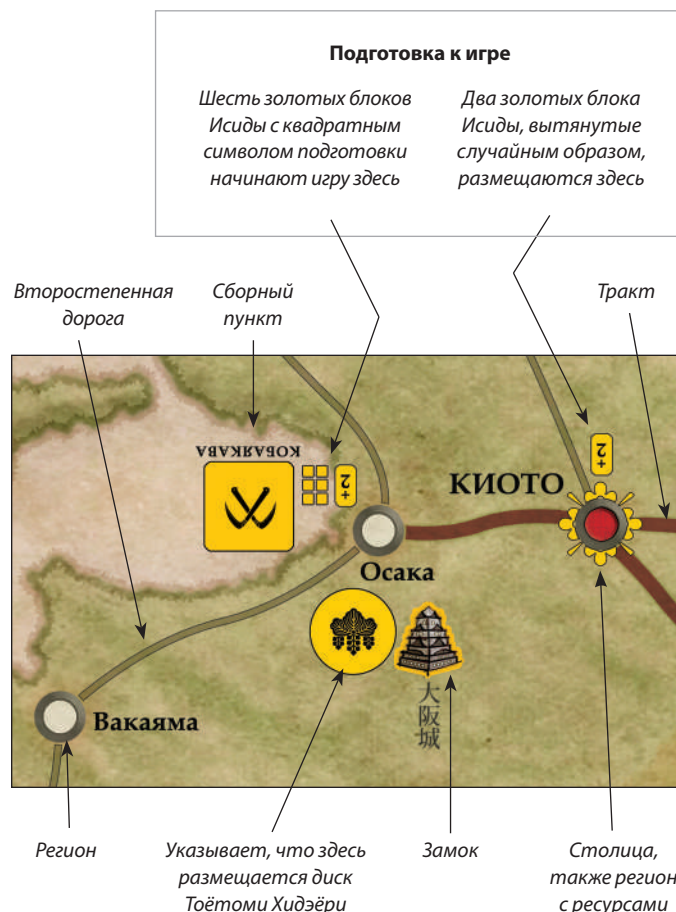 Подготовка к игре
Шесть золотых блоков
Исиды с квадратным
символом подготовки
начинают игру здесь
Два золотых блока
Исиды, вытянутые
случайным образом,
размещаются здесь
Второстепенная
дорога
Сборный
пункт
Тракт
КОБАЯКАВА
2+
2+
КИОТО
Осака
大阪城
Вакаяма
Регион
Указывает, что здесь
размещается диск
Тоётоми Хидэёри
Замок
Столица,
также регион
с ресурсами